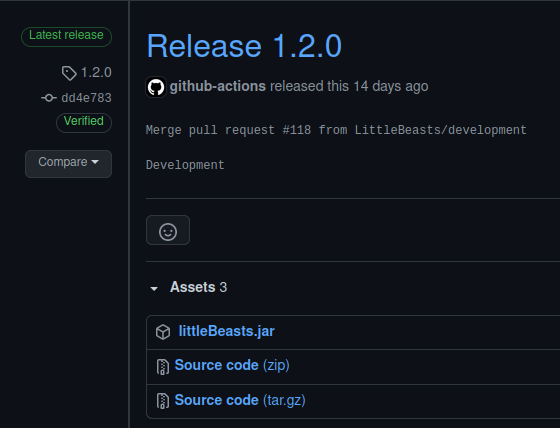 Latest release
1.2.0
dd4e783
Verified
Compare
Release 1.2.0
github-actions released this 14 days ago
Merge pull request #118 from LittleBeasts/development
Development
Assets 3
littleBeasts.jar
Source code (zip)
Source code (tar.gz)